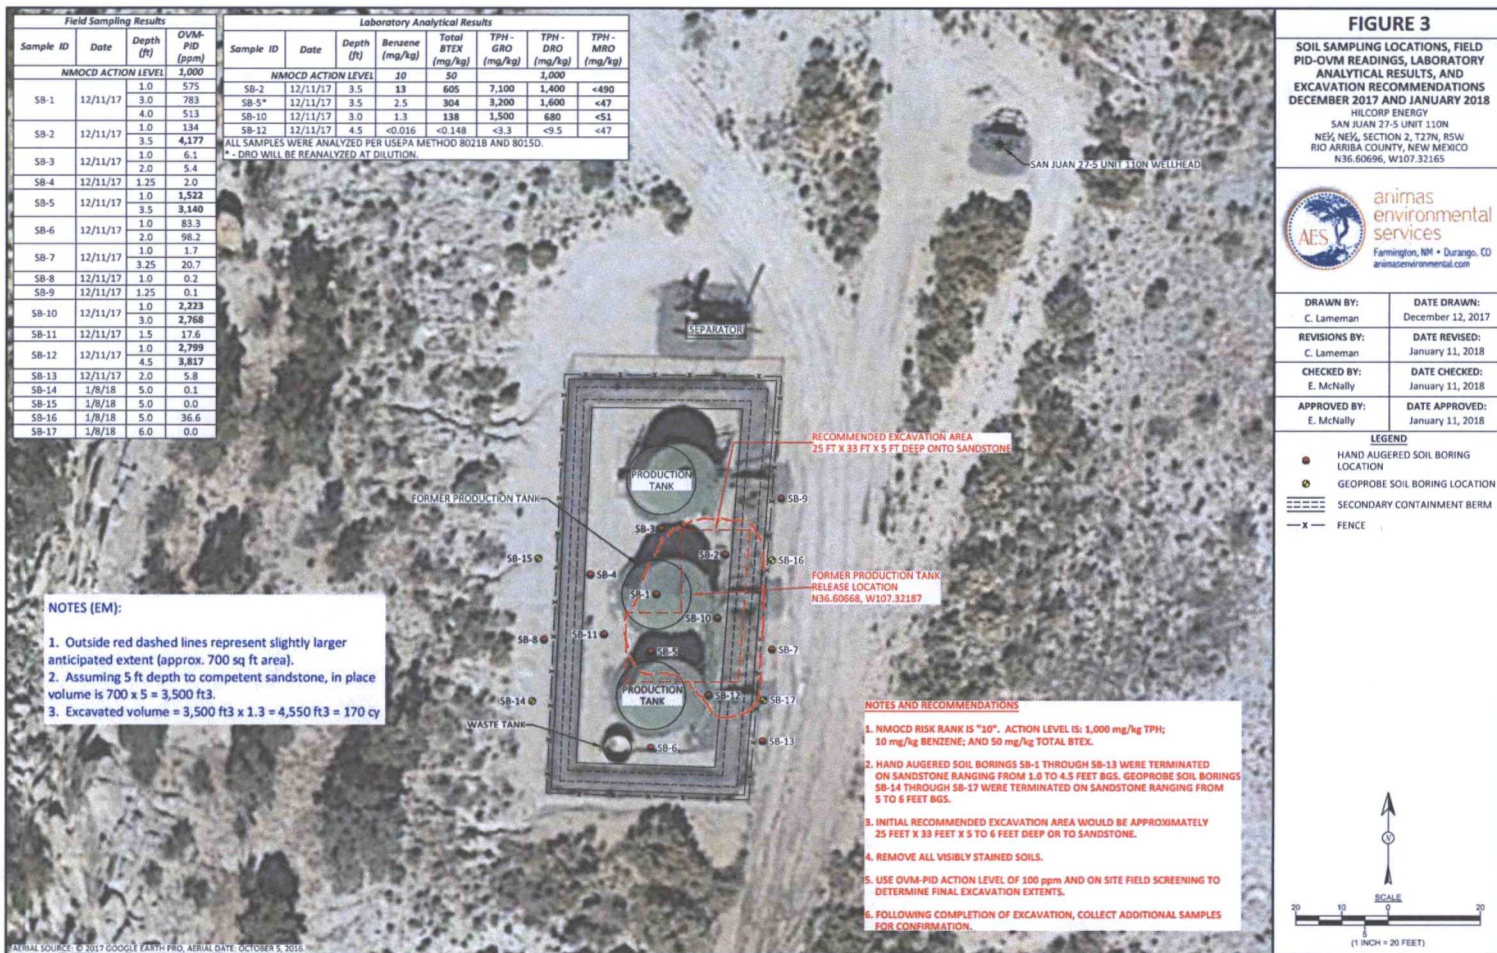 Field Sampling Results
Sample ID Date Depth (ft) OVM-PID (ppm)
NMOCD ACTION LEVEL 1,000
SB-1 12/11/17 1.0 575
3.0 783
4.0 513
SB-2 12/11/17 1.0 134
3.5 4,177
SB-3 12/11/17 1.0 6.1
2.0 5.4
SB-4 12/11/17 1.25 2.0
SB-5 12/11/17 1.0 1,522
3.5 3,140
SB-6 12/11/17 1.0 83.3
2.0 98.2
SB-7 12/11/17 1.0 1.7
3.25 20.7
SB-8 12/11/17 1.0 0.2
SB-9 12/11/17 1.25 0.1
SB-10 12/11/17 1.0 2,223
3.0 2,768
SB-11 12/11/17 1.5 17.6
SB-12 12/11/17 1.0 2,799
4.5 3,817
SB-13 12/11/17 2.0 5.8
SB-14 1/8/18 5.0 0.1
SB-15 1/8/18 5.0 0.0
SB-16 1/8/18 5.0 36.6
SB-17 1/8/18 6.0 0.0
Laboratory Analytical Results
Sample ID Date Depth (ft) Benzene (mg/kg) Total BTEX (mg/kg) TPH - GRO (mg/kg) TPH - DRO (mg/kg) TPH - MRO (mg/kg)
NMOCD ACTION LEVEL 10 50 1,000
SB-2 12/11/17 3.5 13 605 7,100 1,400 <490
SB-5* 12/11/17 3.5 2.5 304 3,200 1,600 <47
SB-10 12/11/17 3.0 1.3 138 1,500 680 <51
SB-12 12/11/17 4.5 <0.016 <0.148 <3.3 <9.5 <47
ALL SAMPLES WERE ANALYZED PER USEPA METHOD 8021B AND 8015D.
* - DRO WILL BE REANALYZED AT DILUTION.
SAN JUAN 27-5 UNIT 110N WELLHEAD
SEPARATOR
RECOMMENDED EXCAVATION AREA
25 FT X 33 FT X 5 FT DEEP ONTO SANDSTONE
PRODUCTION
TANK
FORMER PRODUCTION TANK
SB-9
SB-3
SB-2
SB-15
SB-16
SB-4
FORMER PRODUCTION TANK
RELEASE LOCATION
N36.60668, W107.32187
SB-1
SB-10
SB-11
SB-8
SB-5
SB-7
PRODUCTION
TANK
SB-12
SB-14
SB-17
WASTE TANK
SB-6
SB-13
NOTES (EM):
1. Outside red dashed lines represent slightly larger
anticipated extent (approx. 700 sq ft area).
2. Assuming 5 ft depth to competent sandstone, in place
volume is 700 x 5 = 3,500 ft3.
3. Excavated volume = 3,500 ft3 x 1.3 = 4,550 ft3 = 170 cy
NOTES AND RECOMMENDATIONS
1. NMOCD RISK RANK IS "10". ACTION LEVEL IS: 1,000 mg/kg TPH;
10 mg/kg BENZENE; AND 50 mg/kg TOTAL BTEX.
2. HAND AUGERED SOIL BORINGS SB-1 THROUGH SB-13 WERE TERMINATED
ON SANDSTONE RANGING FROM 1.0 TO 4.5 FEET BGS. GEOPROBE SOIL BORINGS
SB-14 THROUGH SB-17 WERE TERMINATED ON SANDSTONE RANGING FROM
5 TO 6 FEET BGS.
3. INITIAL RECOMMENDED EXCAVATION AREA WOULD BE APPROXIMATELY
25 FEET X 33 FEET X 5 TO 6 FEET DEEP OR TO SANDSTONE.
4. REMOVE ALL VISIBLY STAINED SOILS.
5. USE OVM-PID ACTION LEVEL OF 100 ppm AND ON SITE FIELD SCREENING TO
DETERMINE FINAL EXCAVATION EXTENTS.
6. FOLLOWING COMPLETION OF EXCAVATION, COLLECT ADDITIONAL SAMPLES
FOR CONFIRMATION.
AERIAL SOURCE: © 2017 GOOGLE EARTH PRO, AERIAL DATE: OCTOBER 5, 2016
FIGURE 3
SOIL SAMPLING LOCATIONS, FIELD
PID-OVM READINGS, LABORATORY
ANALYTICAL RESULTS, AND
EXCAVATION RECOMMENDATIONS
DECEMBER 2017 AND JANUARY 2018
HILCORP ENERGY
SAN JUAN 27-5 UNIT 110N
NE¼ NE¼, SECTION 2, T27N, R5W
RIO ARRIBA COUNTY, NEW MEXICO
N36.60696, W107.32165
AES
animas
environmental
services
Farmington, NM • Durango, CO
animasenvironmental.com
DRAWN BY: DATE DRAWN:
C. Lameman December 12, 2017
REVISIONS BY: DATE REVISED:
C. Lameman January 11, 2018
CHECKED BY: DATE CHECKED:
E. McNally January 11, 2018
APPROVED BY: DATE APPROVED:
E. McNally January 11, 2018
LEGEND
HAND AUGERED SOIL BORING
LOCATION
GEOPROBE SOIL BORING LOCATION
SECONDARY CONTAINMENT BERM
x FENCE
N
SCALE
20 10 0 20
5
(1 INCH = 20 FEET)